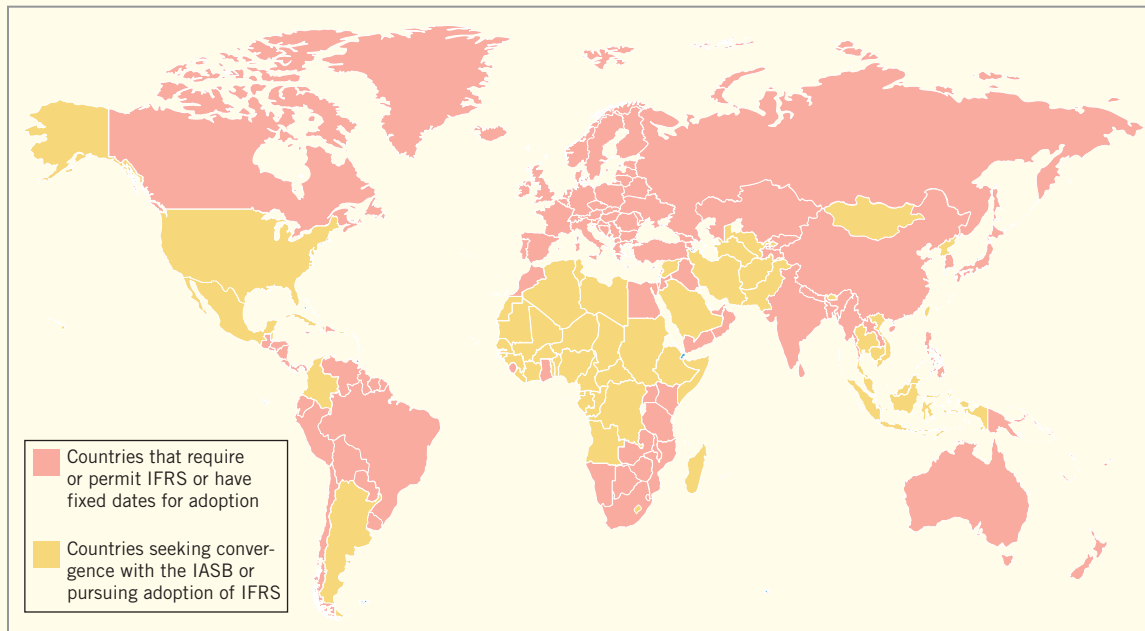 Countries that require
or permit IFRS or have
fixed dates for adoption
Countries seeking conver-
gence with the IASB or
pursuing adoption of IFRS